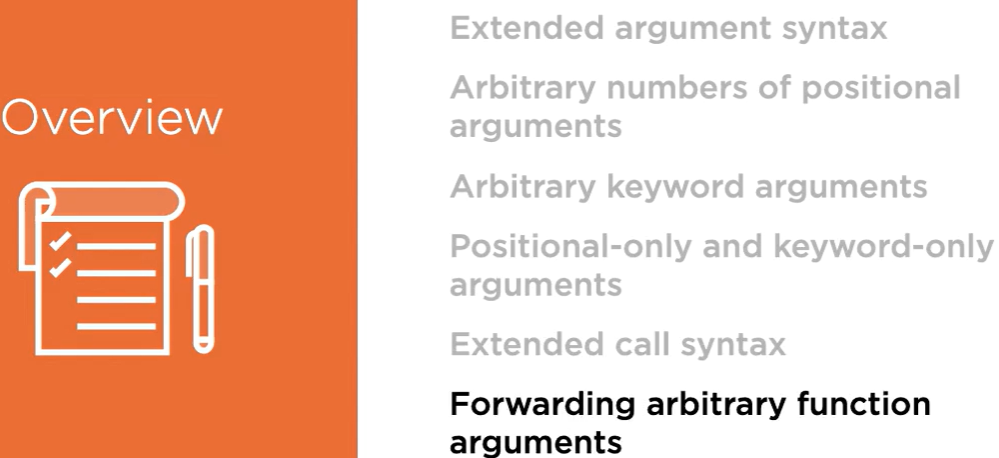 Overview
Extended argument syntax
Arbitrary numbers of positional
arguments
Arbitrary keyword arguments
Positional-only and keyword-only
arguments
Extended call syntax
Forwarding arbitrary function
arguments